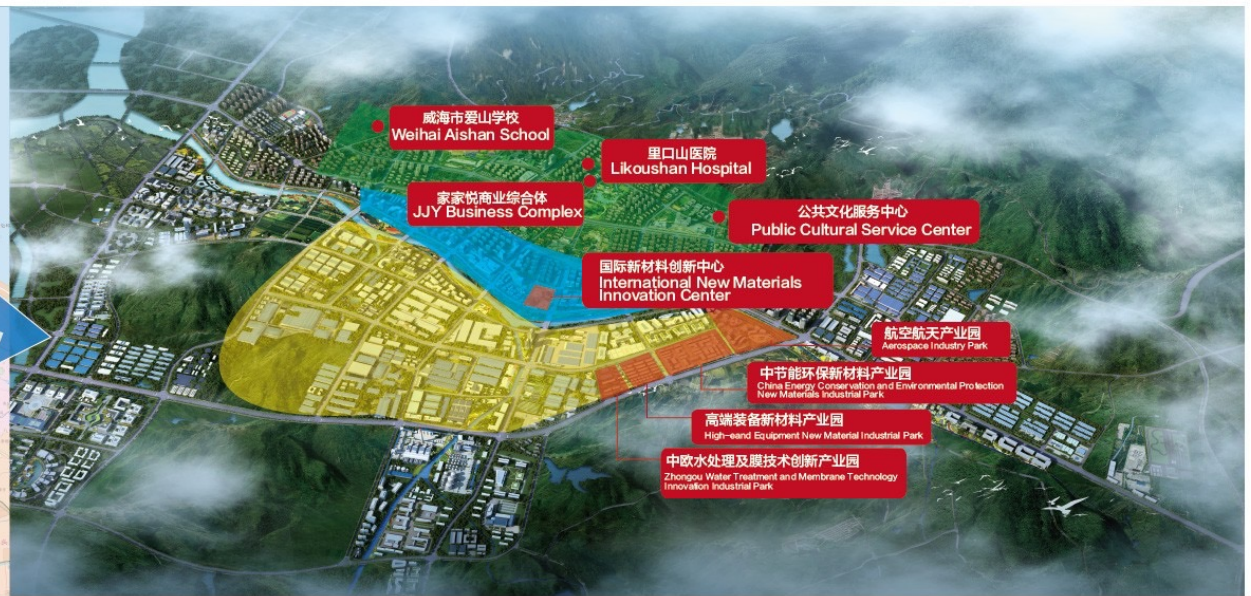 威海市爱山学校
Weihai Aishan School
里口山医院
Likoushan Hospital
家家悦商业综合体
JJY Business Complex
公共文化服务中心
Public Cultural Service Center
国际新材料创新中心
International New Materials
Innovation Center
航空航天产业园
Aerospace Industry Park
中节能环保新材料产业园
China Energy Conservation and Environmental Protection
New Materials Industrial Park
高端装备新材料产业园
High-eand Equipment New Material Industrial Park
中欧水处理及膜技术创新产业园
Zhongou Water Treatment and Membrane Technology
Innovation Industrial Park